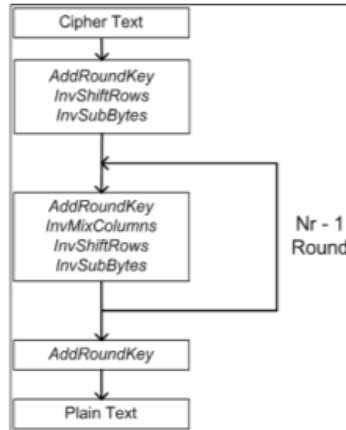 Cipher Text
AddRoundKey
InvShiftRows
InvSubBytes
AddRoundKey
InvMixColumns
InvShiftRows
InvSubBytes
Nr - 1
Round
AddRoundKey
Plain Text